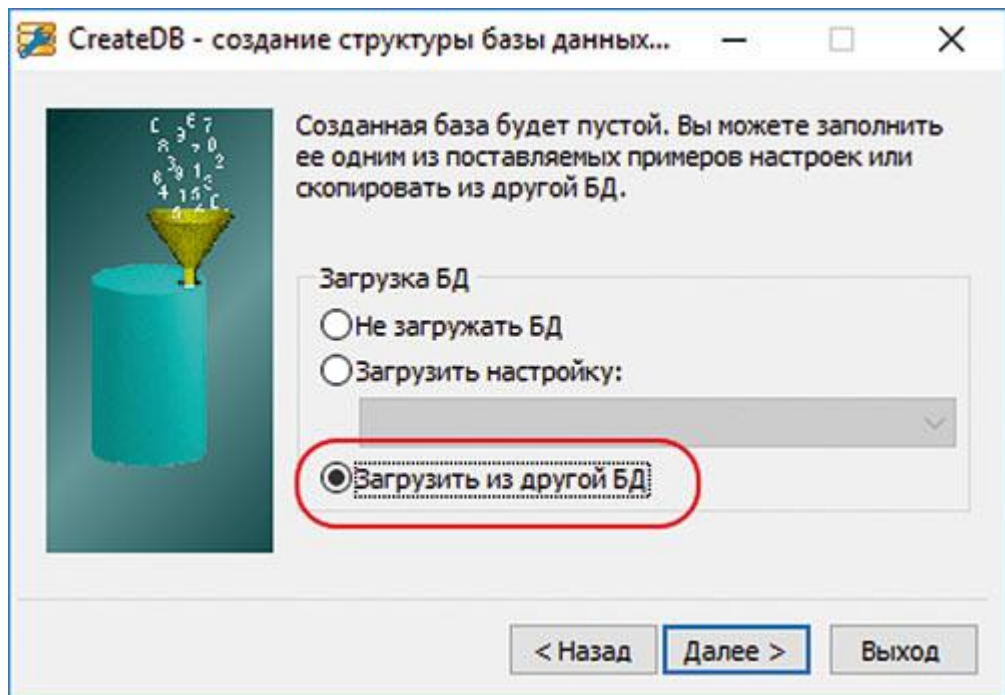 CreateDB - создание структуры базы данных...
Созданная база будет пустой. Вы можете заполнить
ее одним из поставляемых примеров настроек или
скопировать из другой БД.
Загрузка БД
Не загружать БД
Загрузить настройку:
Загрузить из другой БД
< Назад
Далее >
Выход